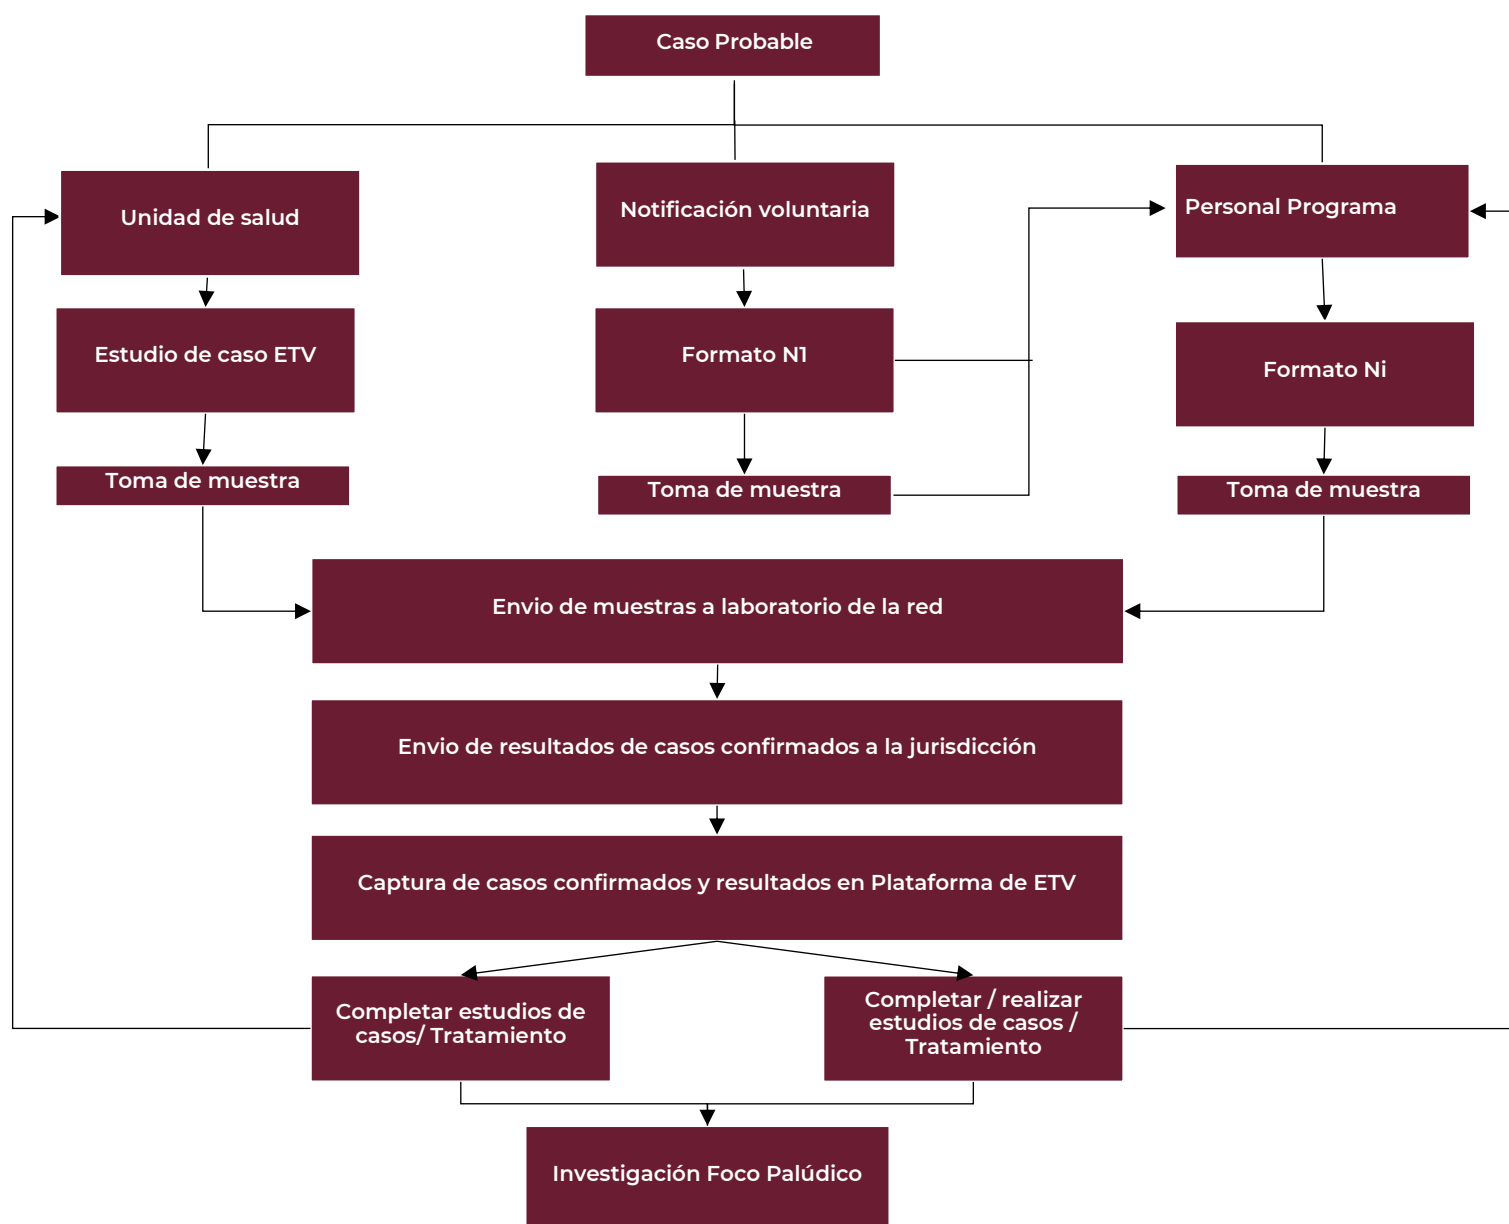 Caso Probable
Unidad de salud
Notificación voluntaria
Personal Programa
Estudio de caso ETV
Formato N1
Formato Ni
Toma de muestra
Toma de muestra
Toma de muestra
Envio de muestras a laboratorio de la red
Envio de resultados de casos confirmados a la jurisdicción
Captura de casos confirmados y resultados en Plataforma de ETV
Completar estudios de
casos/ Tratamiento
Completar / realizar
estudios de casos /
Tratamiento
Investigación Foco Palúdico